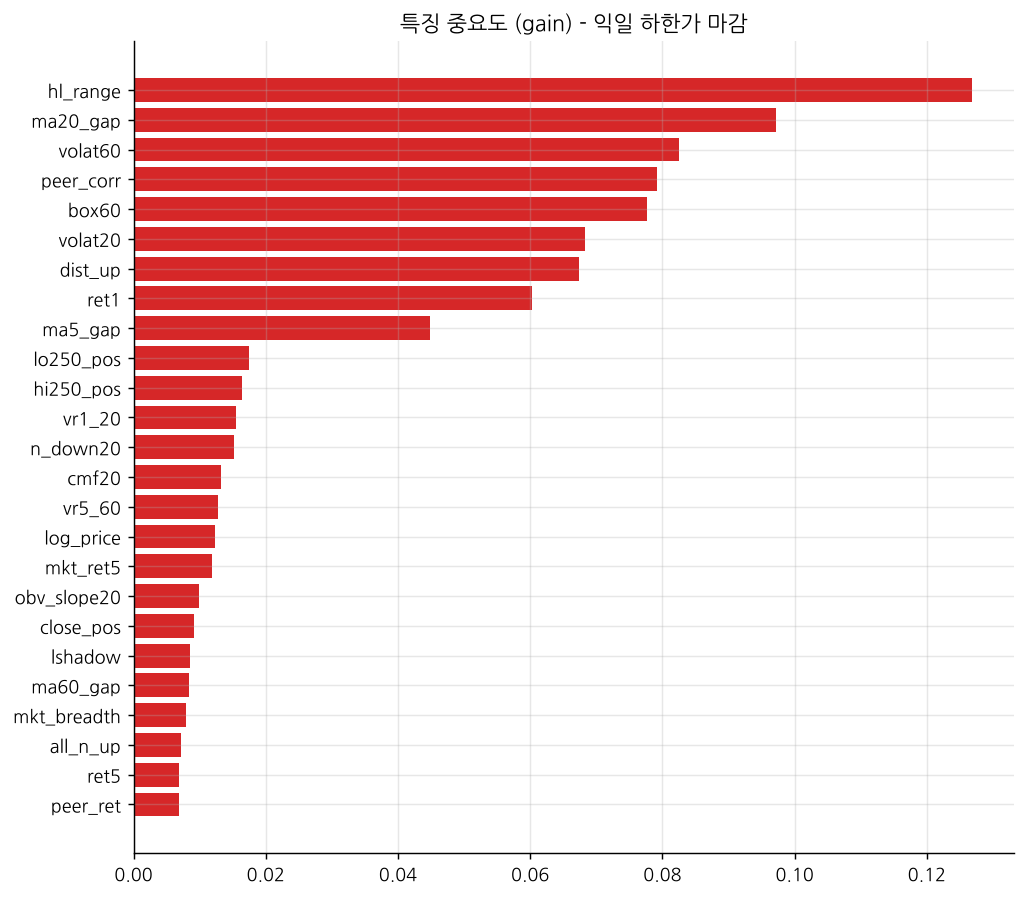 특징 중요도 (gain) - 익일 하한가 마감
hl_range
ma20_gap
volat60
peer_corr
box60
volat20
dist_up
ret1
ma5_gap
lo250_pos
hi250_pos
vr1_20
n_down20
cmf20
vr5_60
log_price
mkt_ret5
obv_slope20
close_pos
lshadow
ma60_gap
mkt_breadth
all_n_up
ret5
peer_ret
0.00 0.02 0.04 0.06 0.08 0.10 0.12